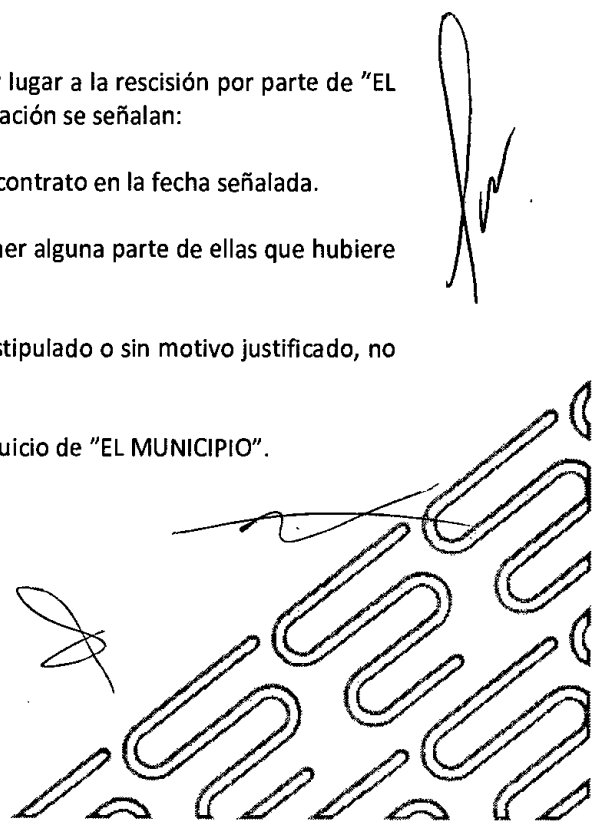 lugar a la rescisión por parte de "EL
ación se señalan:
contrato en la fecha señalada.
ner alguna parte de ellas que hubiere
stipulado o sin motivo justificado, no
uicio de "EL MUNICIPIO".